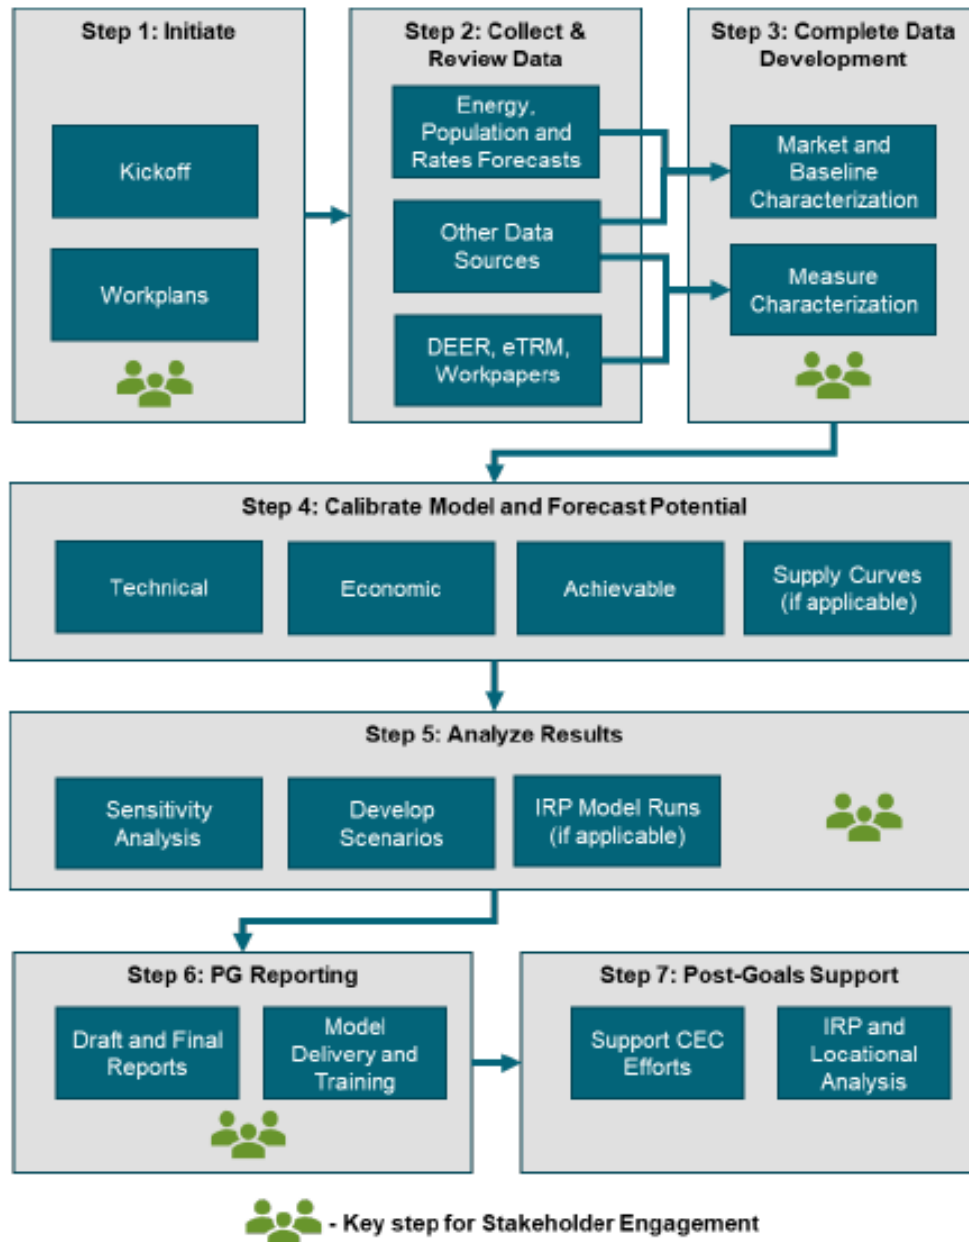 Step 1: Initiate
Kickoff
Workplans
Step 2: Collect &
Review Data
Energy,
Population and
Rates Forecasts
Other Data
Sources
DEER, eTRM,
Workpapers
Step 3: Complete Data
Development
Market and
Baseline
Characterization
Measure
Characterization
Step 4: Calibrate Model and Forecast Potential
Technical
Economic
Achievable
Supply Curves
(if applicable)
Step 5: Analyze Results
Sensitivity
Analysis
Develop
Scenarios
IRP Model Runs
(if applicable)
Step 6: PG Reporting
Draft and Final
Reports
Model
Delivery and
Training
Step 7: Post-Goals Support
Support CEC
Efforts
IRP and
Locational
Analysis
- Key step for Stakeholder Engagement